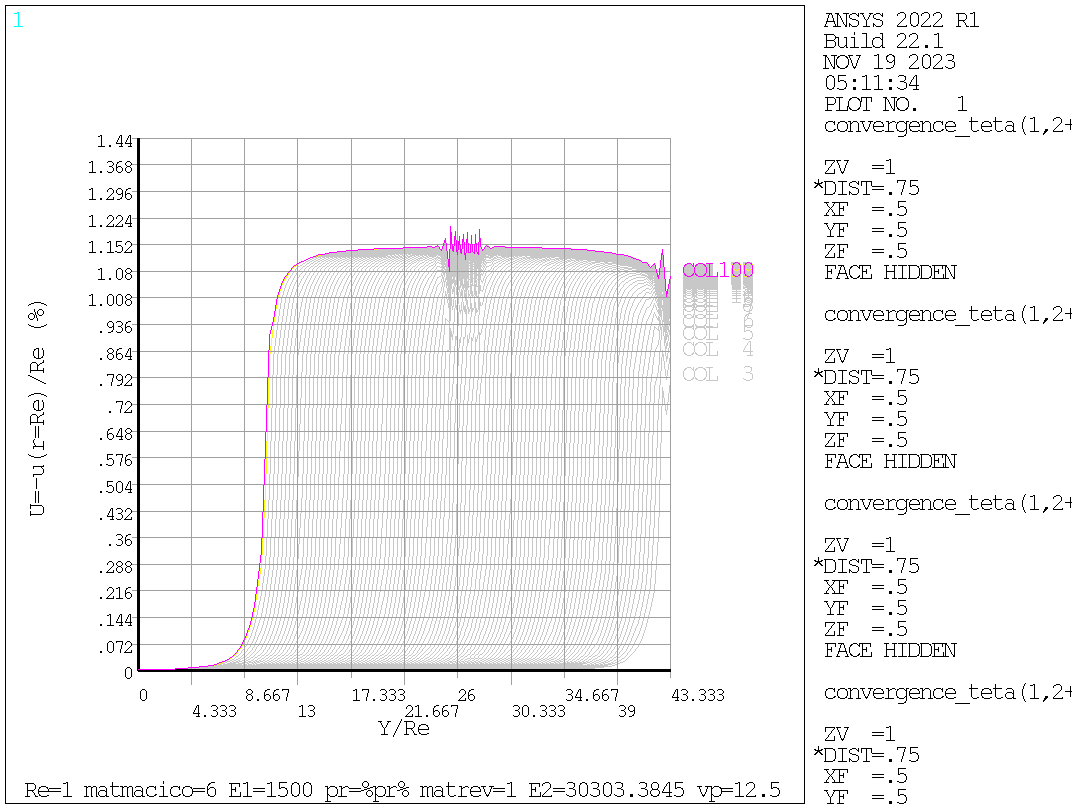 1
ANSYS 2022 R1
Build 22.1
NOV 19 2023
05:11:34
PLOT NO. 1
convergence_teta(1,2+
ZV =1
*DIST=.75
XF =.5
YF =.5
ZF =.5
FACE HIDDEN
convergence_teta(1,2+
ZV =1
*DIST=.75
XF =.5
YF =.5
ZF =.5
FACE HIDDEN
convergence_teta(1,2+
ZV =1
*DIST=.75
XF =.5
YF =.5
ZF =.5
FACE HIDDEN
convergence_teta(1,2+
ZV =1
*DIST=.75
XF =.5
YF =.5
U=-u(r=Re)/Re (%)
1.44
1.368
1.296
1.224
1.152
1.08
1.008
.936
.864
.792
.72
.648
.576
.504
.432
.36
.288
.216
.144
.072
0
COL100
COL 6
COL 5
COL 4
COL 3
0
4.333
8.667
13
17.333
21.667
26
30.333
34.667
39
43.333
Y/Re
Re=1 matmacico=6 E1=1500 pr=%pr% matrev=1 E2=30303.3845 vp=12.5